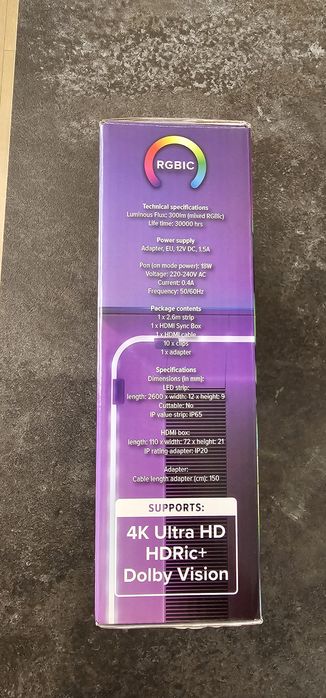 RGBIC
Technical specifications
Luminous Flux: 300lm (mixed RGBic)
Life time: 30000 hrs
Power supply
Adapter, EU, 12V DC, 1.5A
Pon (on mode power): 18W
Voltage: 220-240V AC
Current: 0.4A
Frequency: 50/60Hz
Package contents
1 x 2.6m strip
1 x HDMI Sync Box
1 x HDMI cable
10 x clips
1 x adapter
Specifications
Dimensions (in mm):
LED strip:
length: 2600 x width: 12 x height: 9
Cuttable: No
IP value strip: IP65
HDMI box:
length: 110 x width: 72 x height: 21
IP rating adapter: IP20
Adapter:
Cable length adapter (cm): 150
SUPPORTS:
4K Ultra HD
HDRic+
Dolby Vision